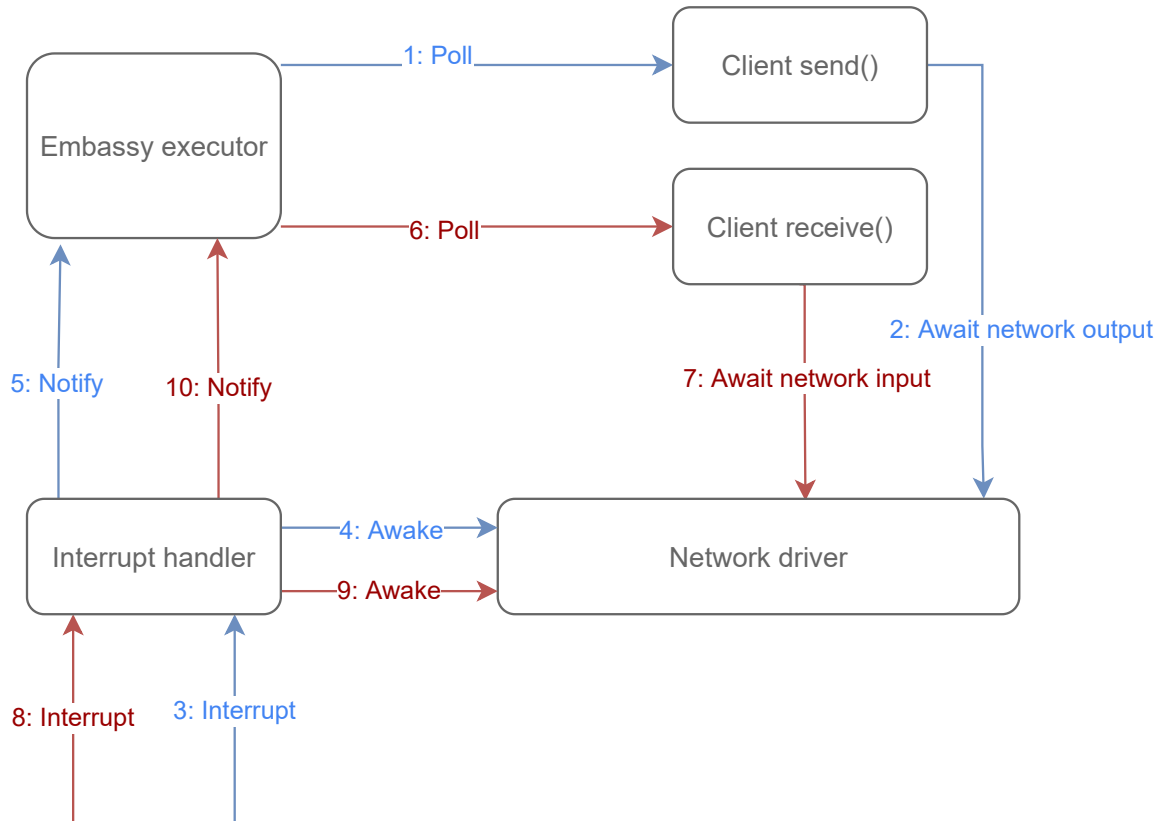 1: Poll
Client send()
Embassy executor
6: Poll
Client receive()
2: Await network output
5: Notify
10: Notify
7: Await network input
Interrupt handler
4: Awake
9: Awake
Network driver
8: Interrupt
3: Interrupt